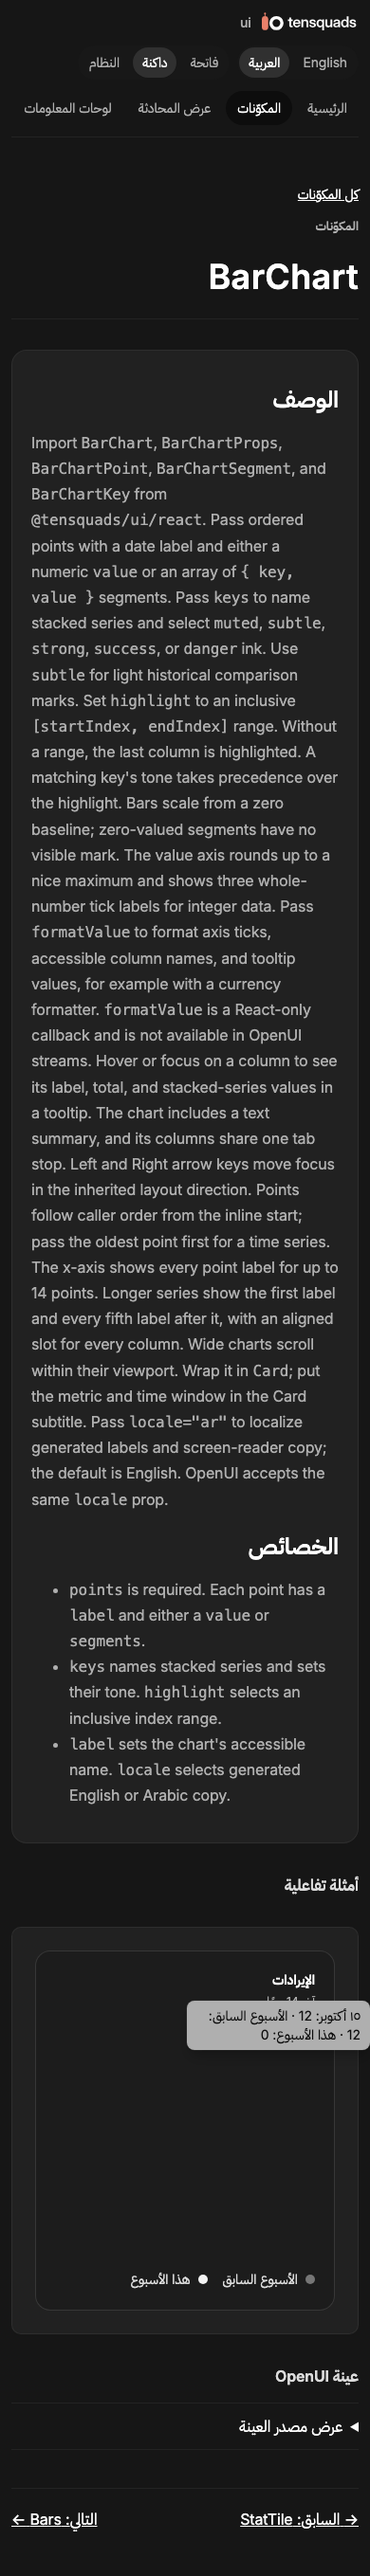 tensquads ui
English العربية فاتحة داكنة النظام
الرئيسية المكوّنات عرض المحادثة لوحات المعلومات
كل المكوّنات
المكوّنات
BarChart
الوصف
Import BarChart, BarChartProps,
BarChartPoint, BarChartSegment, and
BarChartKey from
@tensquads/ui/react. Pass ordered
points with a date label and either a
numeric value or an array of { key,
value } segments. Pass keys to name
stacked series and select muted, subtle,
strong, success, or danger ink. Use
subtle for light historical comparison
marks. Set highlight to an inclusive
[startIndex, endIndex] range. Without
a range, the last column is highlighted. A
matching key's tone takes precedence over
the highlight. Bars scale from a zero
baseline; zero-valued segments have no
visible mark. The value axis rounds up to a
nice maximum and shows three whole-
number tick labels for integer data. Pass
formatValue to format axis ticks,
accessible column names, and tooltip
values, for example with a currency
formatter. formatValue is a React-only
callback and is not available in OpenUI
streams. Hover or focus on a column to see
its label, total, and stacked-series values in
a tooltip. The chart includes a text
summary, and its columns share one tab
stop. Left and Right arrow keys move focus
in the inherited layout direction. Points
follow caller order from the inline start;
pass the oldest point first for a time series.
The x-axis shows every point label for up to
14 points. Longer series show the first label
and every fifth label after it, with an aligned
slot for every column. Wide charts scroll
within their viewport. Wrap it in Card; put
the metric and time window in the Card
subtitle. Pass locale="ar" to localize
generated labels and screen-reader copy;
the default is English. OpenUI accepts the
same locale prop.
الخصائص
• points is required. Each point has a
label and either a value or
segments.
• keys names stacked series and sets
their tone. highlight selects an
inclusive index range.
• label sets the chart's accessible
name. locale selects generated
English or Arabic copy.
أمثلة تفاعلية
الإيرادات
١٥ أكتوبر: 12 · الأسبوع السابق:
12 · هذا الأسبوع: 0
الأسبوع السابق هذا الأسبوع
عينة OpenUI
عرض مصدر العينة
→ السابق: StatTile
التالي: Bars ←